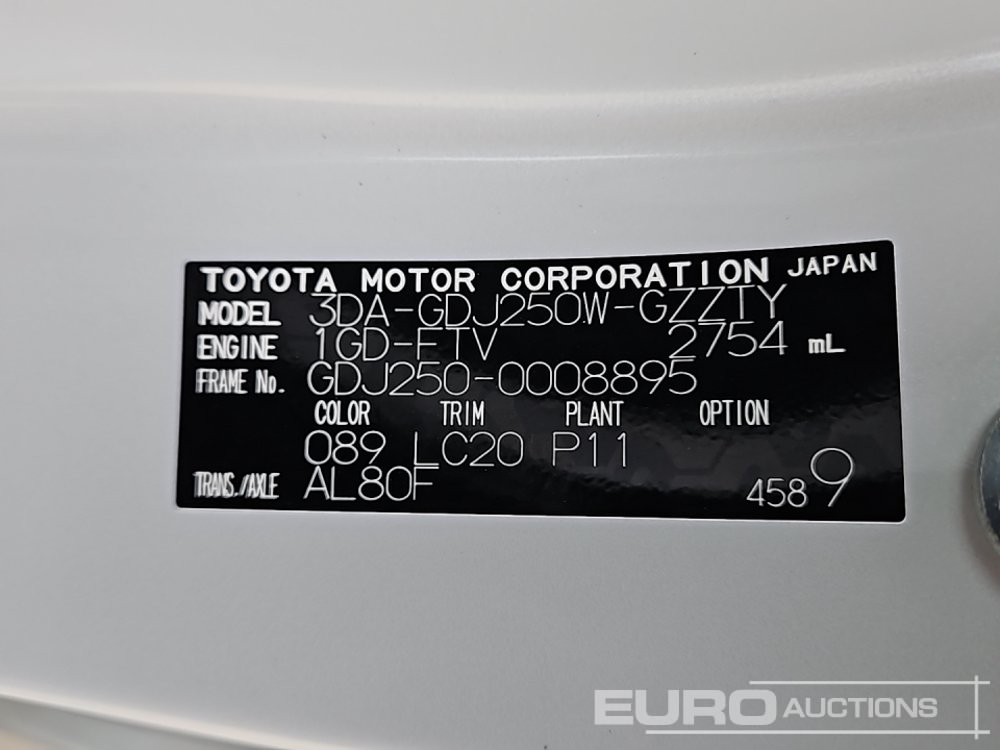 TOYOTA MOTOR CORPORATION JAPAN
MODEL 3DA-GDJ250W-GZZTY
ENGINE 1GD-FTV 2754 mL
FRAME No. GDJ250-0008895
COLOR TRIM PLANT OPTION
089 LC20 P11
TRANS./AXLE AL80F 4589
EURO AUCTIONS